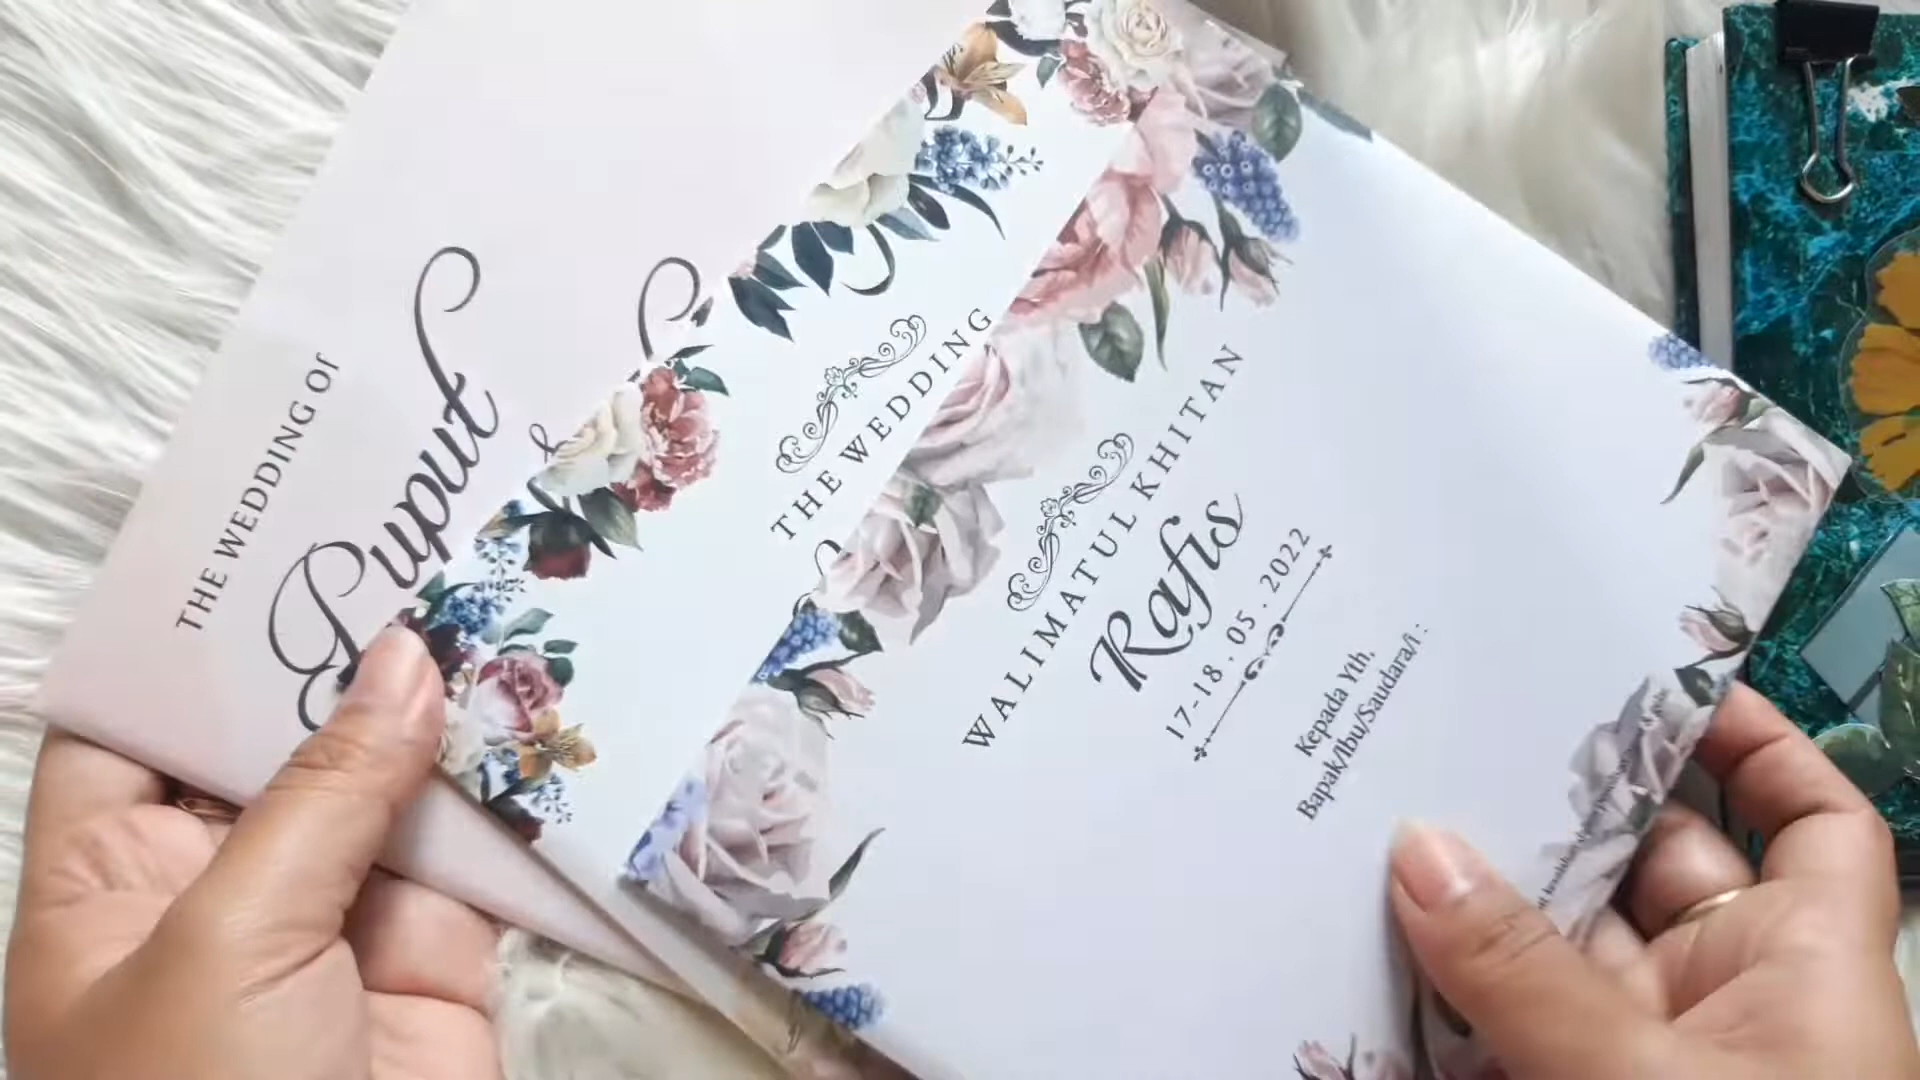 THE WEDDING Of
Puput
&
THE WEDDING
WALIMATUL KHITAN
Rafis
17-18.05.2022
Kepada Yth,
Bapak/Ibu/Saudara/i :